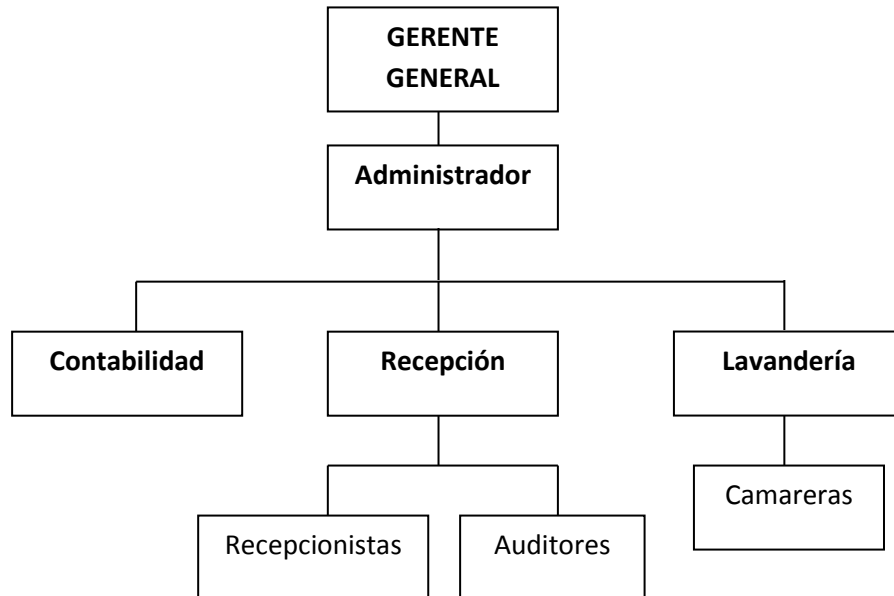 GERENTE
GENERAL
Administrador
Contabilidad
Recepción
Lavandería
Camareras
Recepcionistas
Auditores